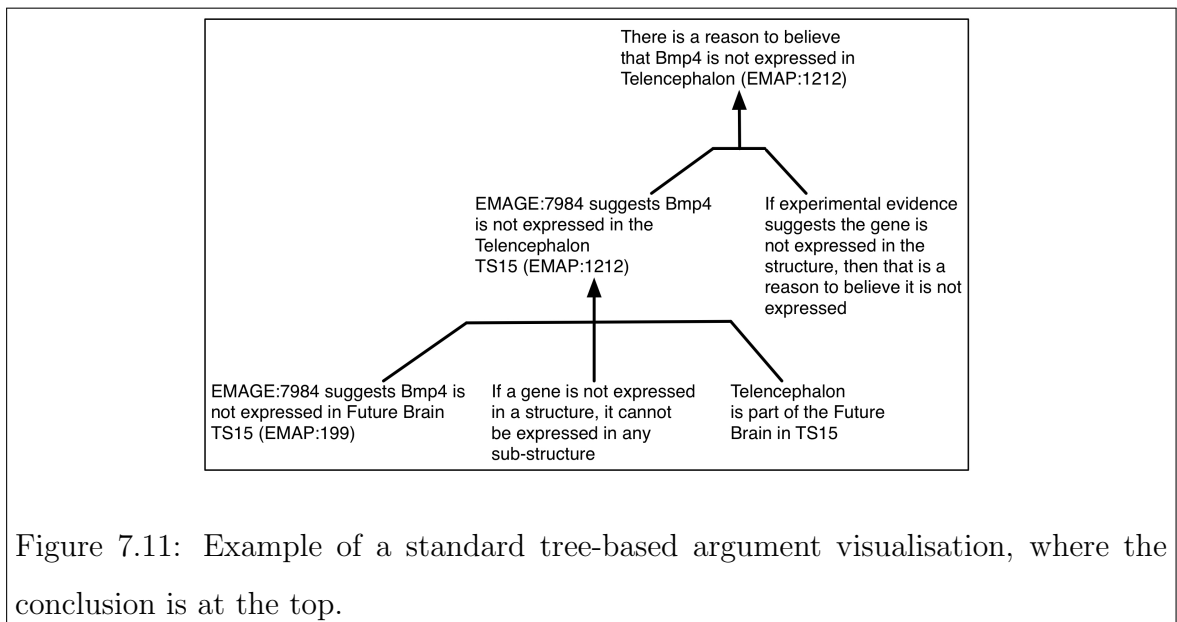 There is a reason to believe
that Bmp4 is not expressed in
Telencephalon (EMAP:1212)
EMAGE:7984 suggests Bmp4
is not expressed in the
Telencephalon
TS15 (EMAP:1212)
If experimental evidence
suggests the gene is
not expressed in the
structure, then that is a
reason to believe it is not
expressed
EMAGE:7984 suggests Bmp4 is
not expressed in Future Brain
TS15 (EMAP:199)
If a gene is not expressed
in a structure, it cannot
be expressed in any
sub-structure
Telencephalon
is part of the Future
Brain in TS15
Figure 7.11: Example of a standard tree-based argument visualisation, where the
conclusion is at the top.